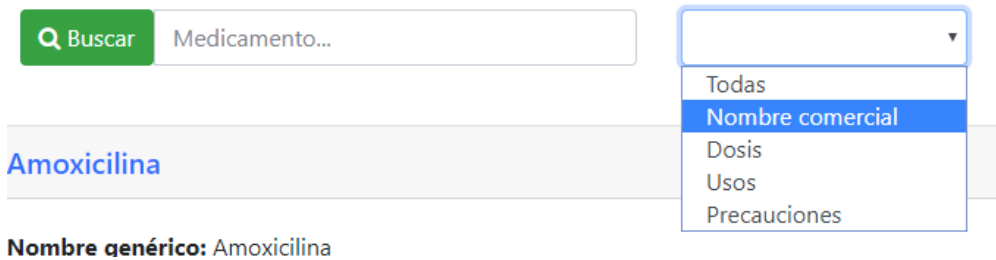 Buscar Medicamento...
Todas
Nombre comercial
Dosis
Usos
Precauciones
Amoxicilina
Nombre genérico: Amoxicilina